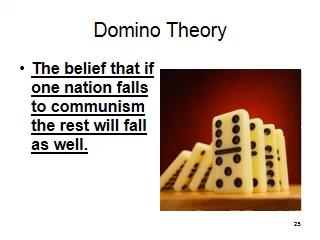 Domino Theory
• The belief that if
one nation falls
to communism
the rest will fall
as well.
25